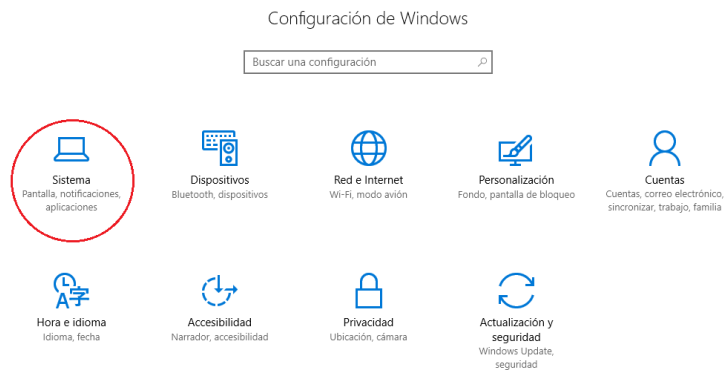 Configuración de Windows
Buscar una configuración
Sistema
Pantalla, notificaciones,
aplicaciones
Dispositivos
Bluetooth, dispositivos
Red e Internet
Wi-Fi, modo avión
Personalización
Fondo, pantalla de bloqueo
Cuentas
Cuentas, correo electrónico,
sincronizar, trabajo, familia
Hora e idioma
Idioma, fecha
Accesibilidad
Narrador, accesibilidad
Privacidad
Ubicación, cámara
Actualización y
seguridad
Windows Update,
seguridad